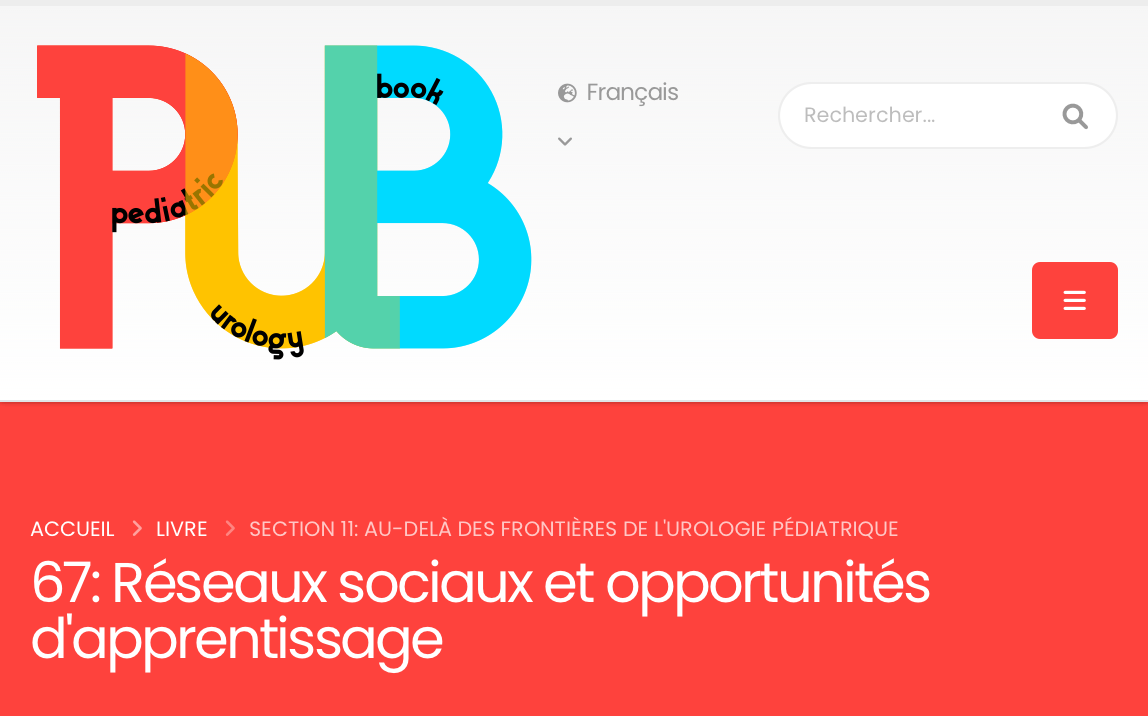 pediatric
urology
book
Français
Rechercher...
ACCUEIL LIVRE SECTION 11: AU-DELÀ DES FRONTIÈRES DE L'UROLOGIE PÉDIATRIQUE
67: Réseaux sociaux et opportunités
d'apprentissage